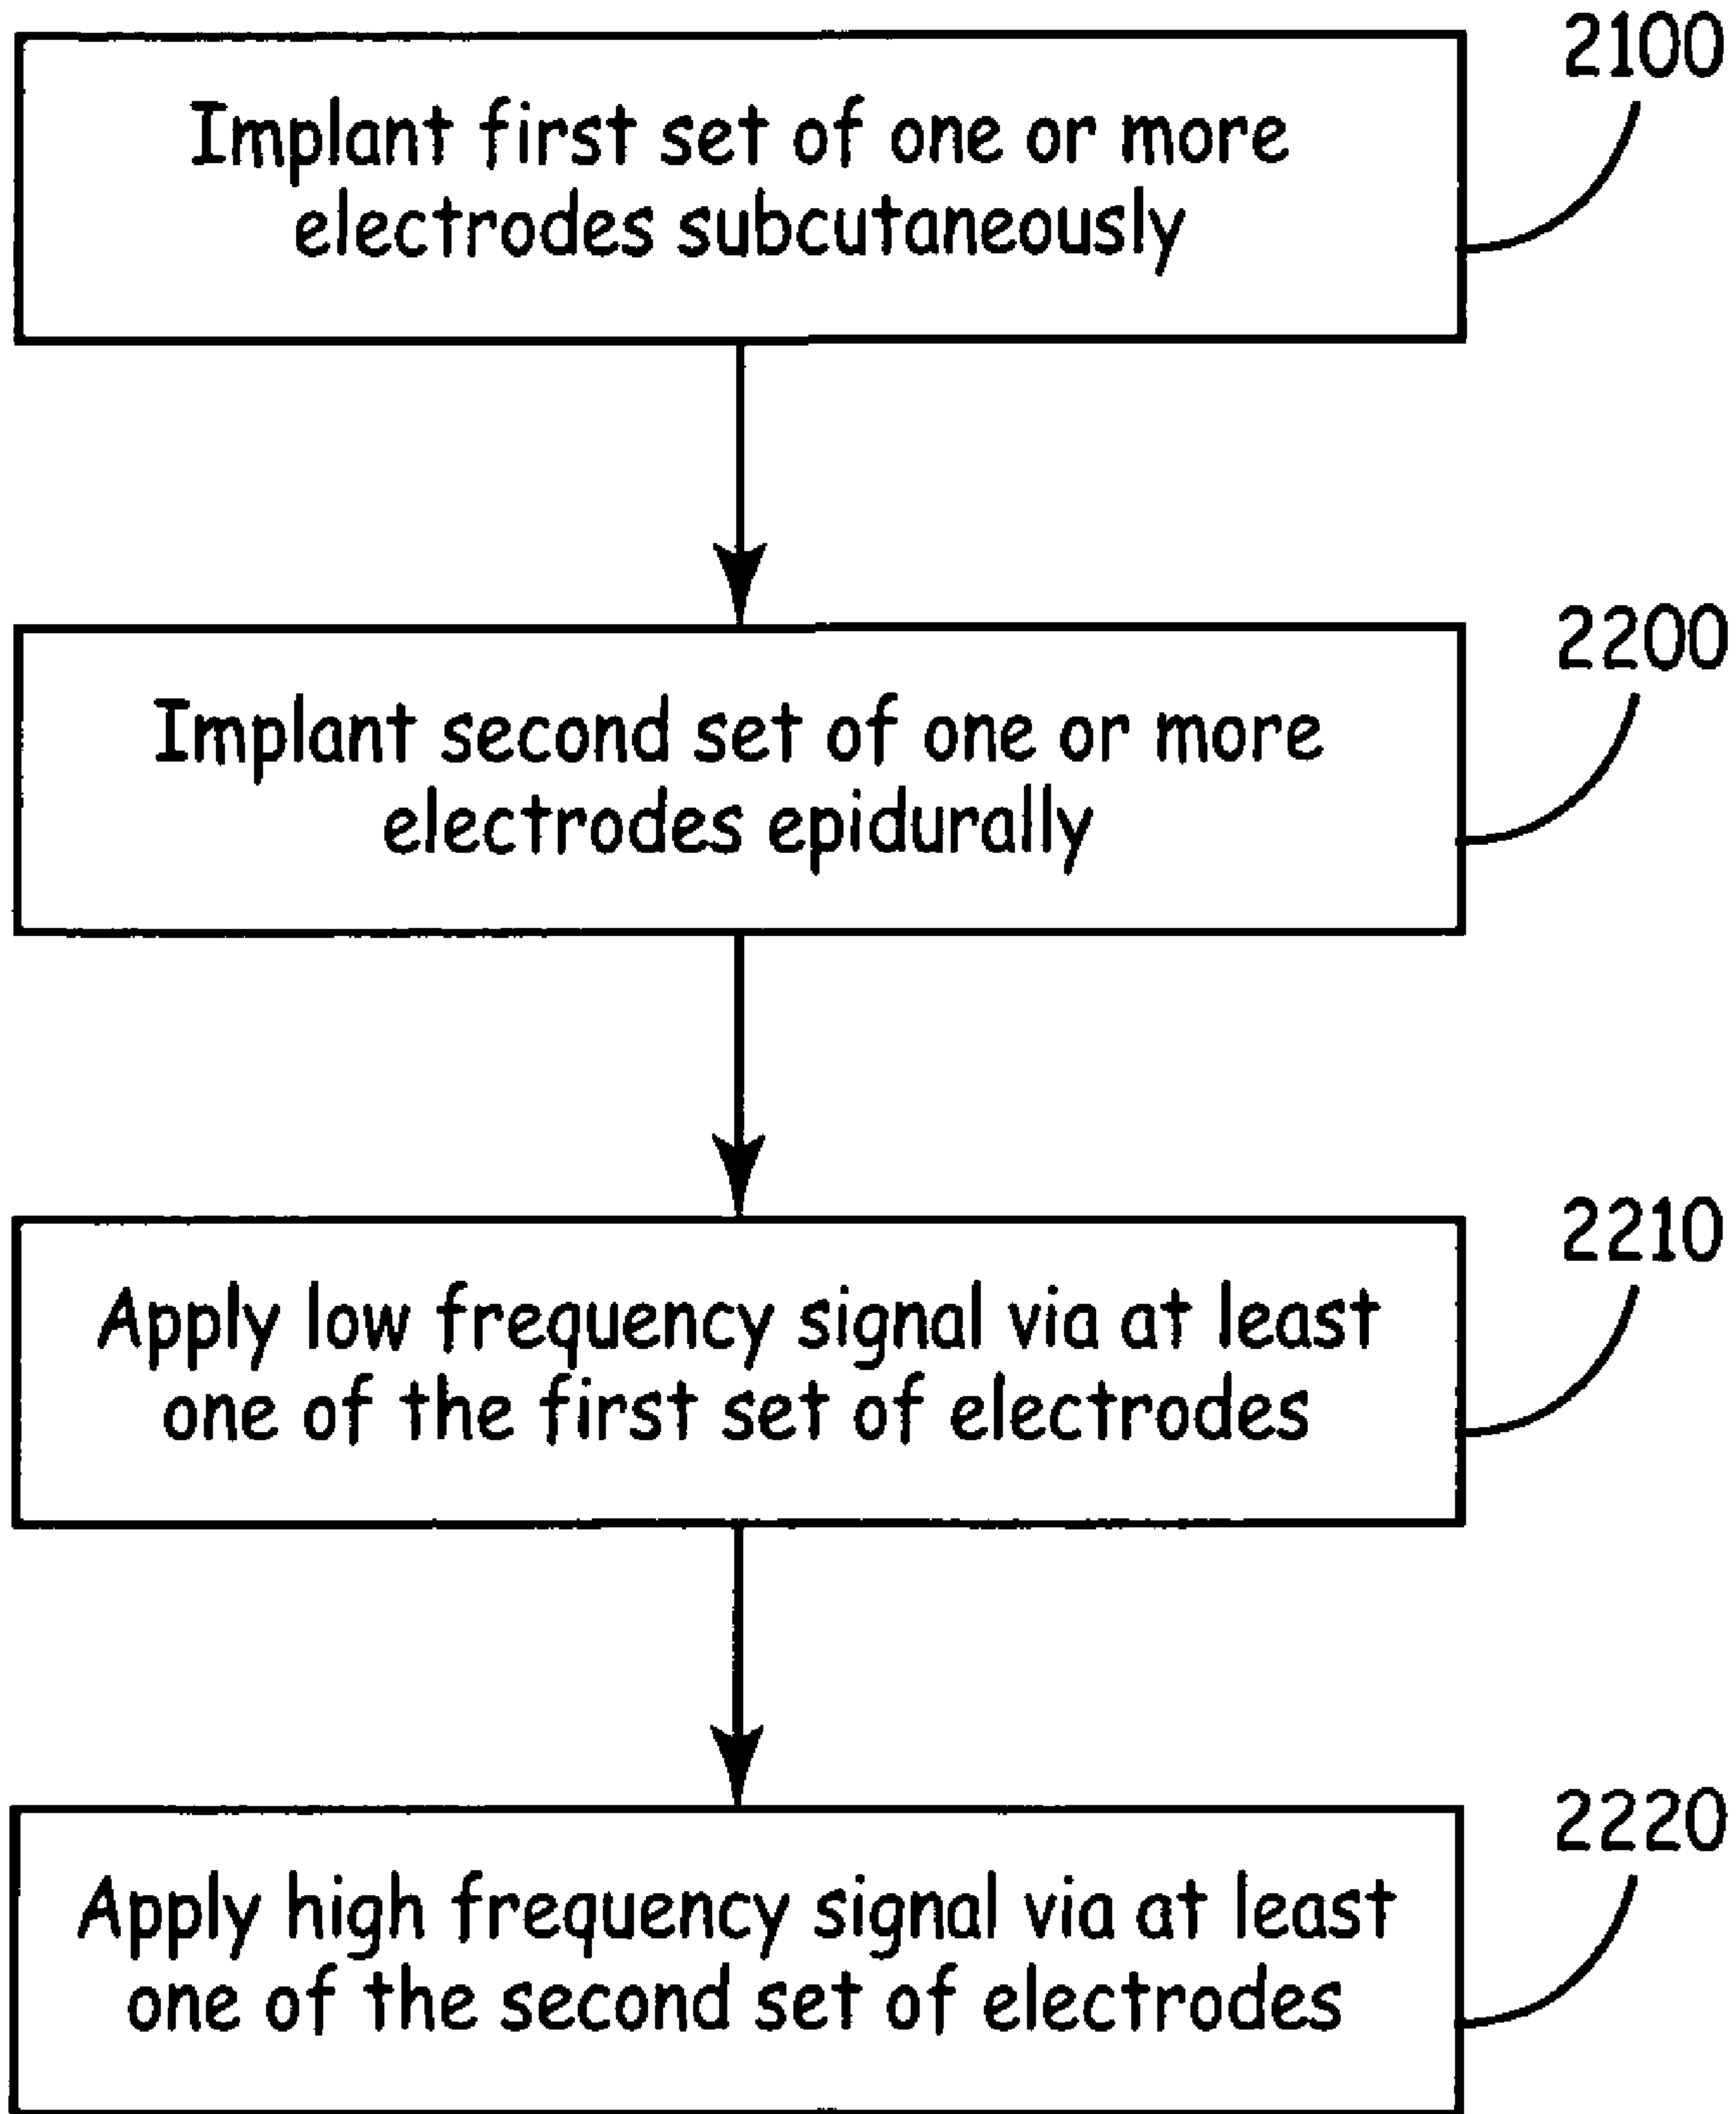 2100
Implant first set of one or more
electrodes subcutaneously
2200
Implant second set of one or more
electrodes epidurally
2210
Apply low frequency signal via at least
one of the first set of electrodes
2220
Apply high frequency signal via at least
one of the second set of electrodes